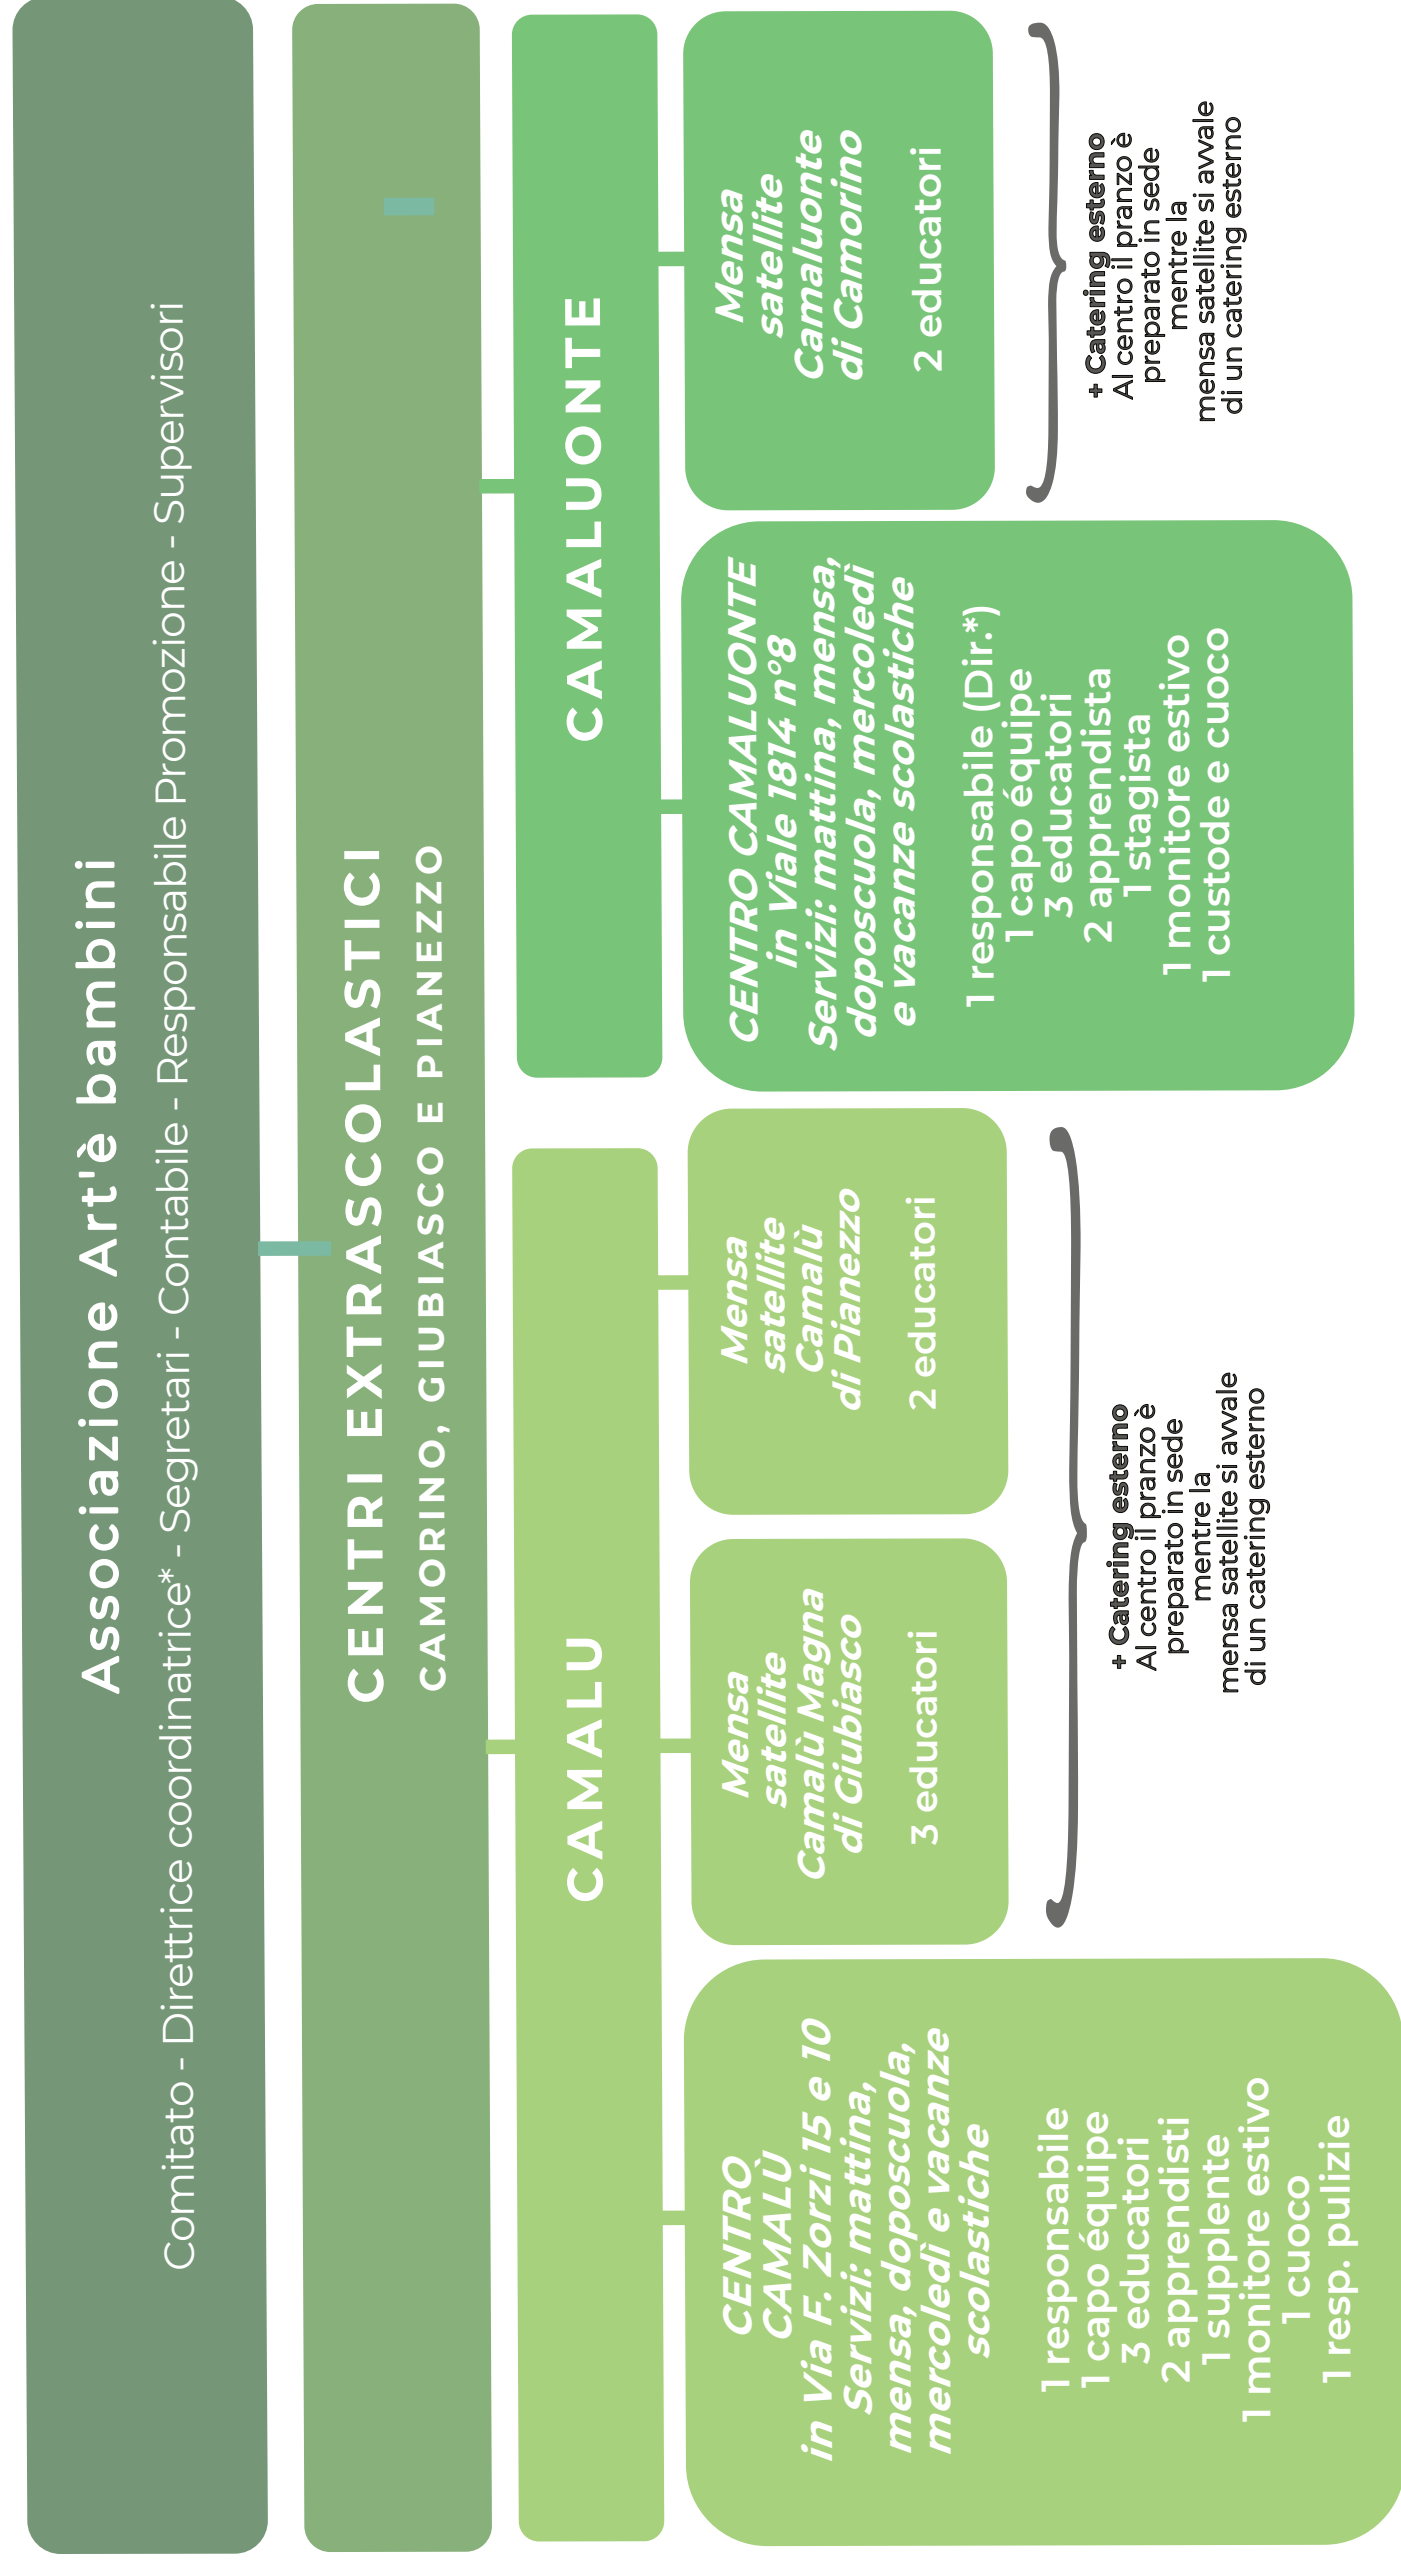 Associazione Art'è bambini
Comitato - Direttrice coordinatrice* - Segretari - Contabile - Responsabile Promozione - Supervisori
CENTRI EXTRASCOLASTICI
CAMORINO, GIUBIASCO E PIANEZZO
CAMALU
CENTRO
CAMALÙ
in Via F. Zorzi 15 e 10
Servizi: mattina,
mensa, doposcuola,
mercoledì e vacanze
scolastiche
1 responsabile
1 capo équipe
3 educatori
2 apprendisti
1 supplente
1 monitore estivo
1 cuoco
1 resp. pulizie
Mensa
satellite
Camalù Magna
di Giubiasco
3 educatori
Mensa
satellite
Camalù
di Pianezzo
2 educatori
+ Catering esterno
Al centro il pranzo è
preparato in sede
mentre la
mensa satellite si avvale
di un catering esterno
CAMALUONTE
CENTRO CAMALUONTE
in Viale 1814 n°8
Servizi: mattina, mensa,
doposcuola, mercoledì
e vacanze scolastiche
1 responsabile (Dir.*)
1 capo équipe
3 educatori
2 apprendista
1 stagista
1 monitore estivo
1 custode e cuoco
Mensa
satellite
Camaluonte
di Camorino
2 educatori
+ Catering esterno
Al centro il pranzo è
preparato in sede
mentre la
mensa satellite si avvale
di un catering esterno